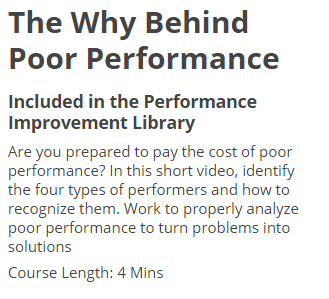 The Why Behind
Poor Performance
Included in the Performance
Improvement Library
Are you prepared to pay the cost of poor
performance? In this short video, identify
the four types of performers and how to
recognize them. Work to properly analyze
poor performance to turn problems into
solutions
Course Length: 4 Mins